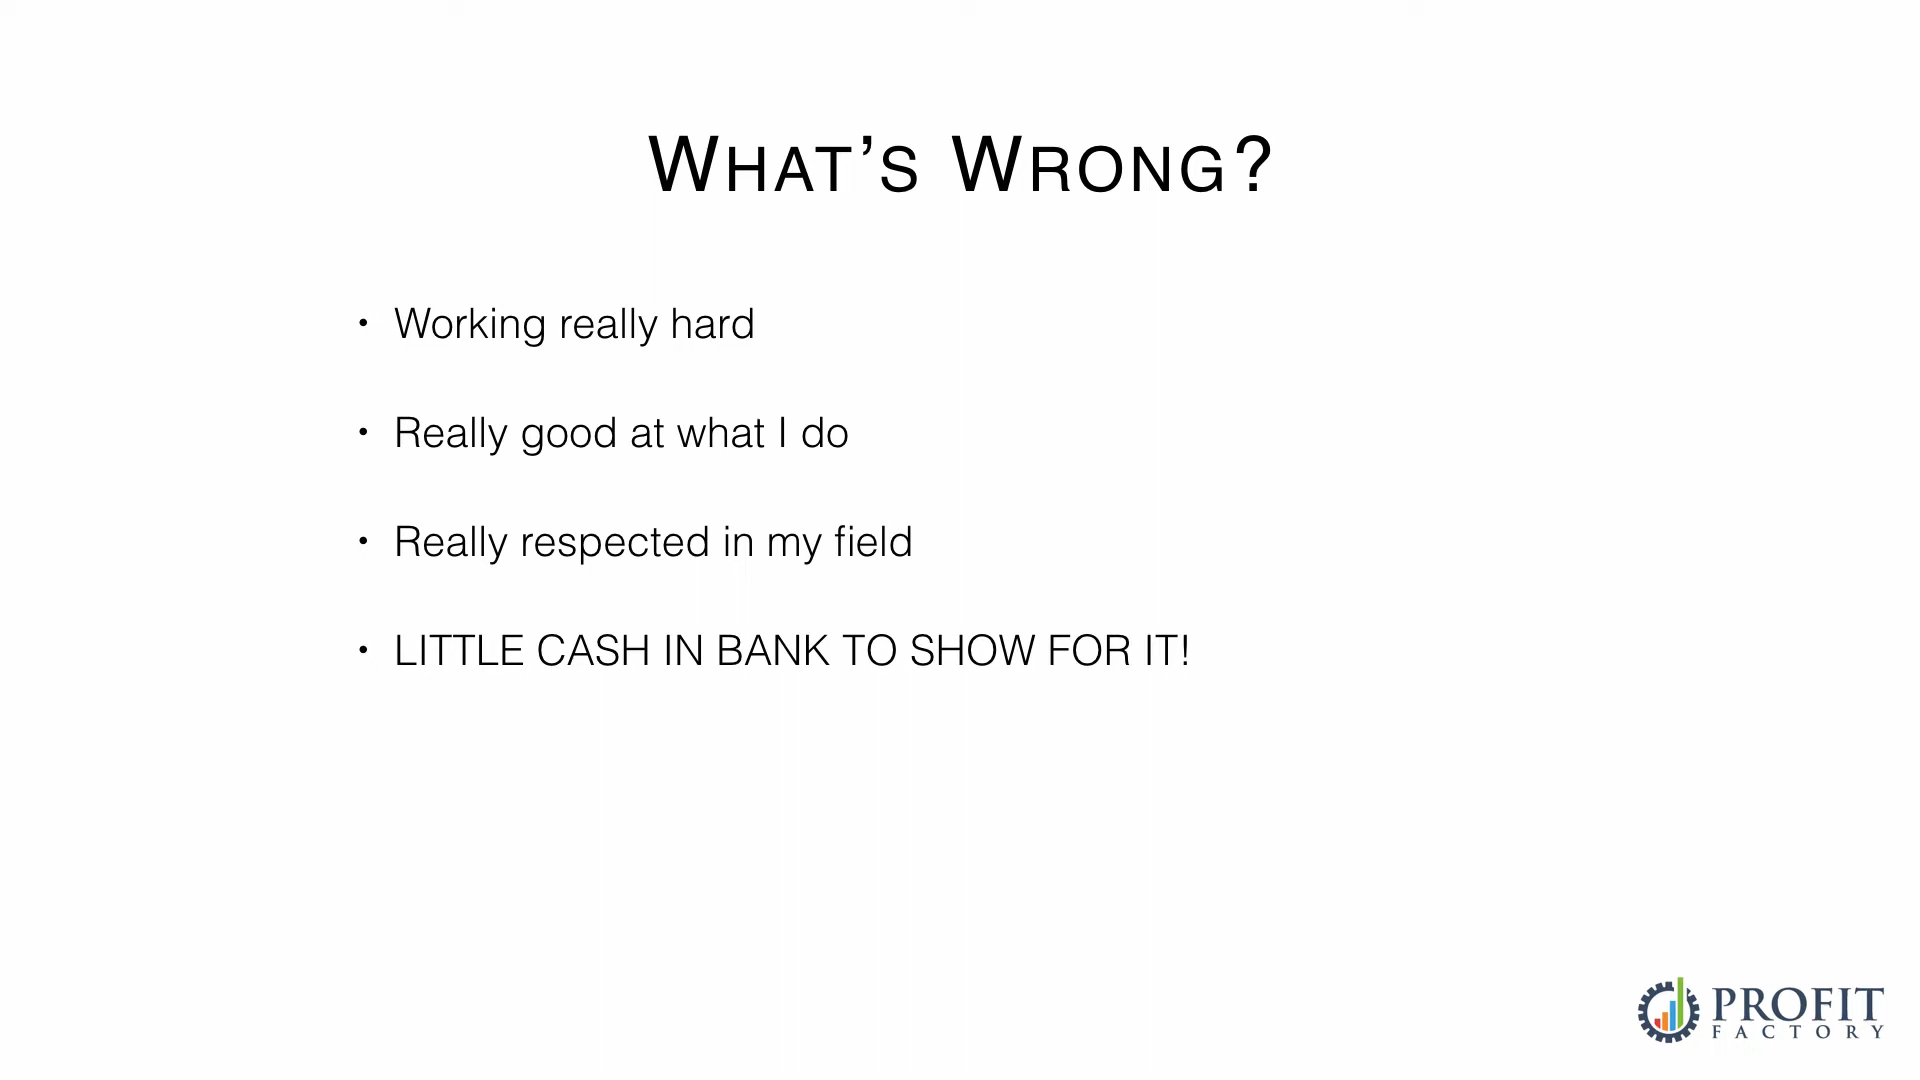 What's Wrong?
• Working really hard
• Really good at what I do
• Really respected in my field
• LITTLE CASH IN BANK TO SHOW FOR IT!
PROFIT
FACTORY